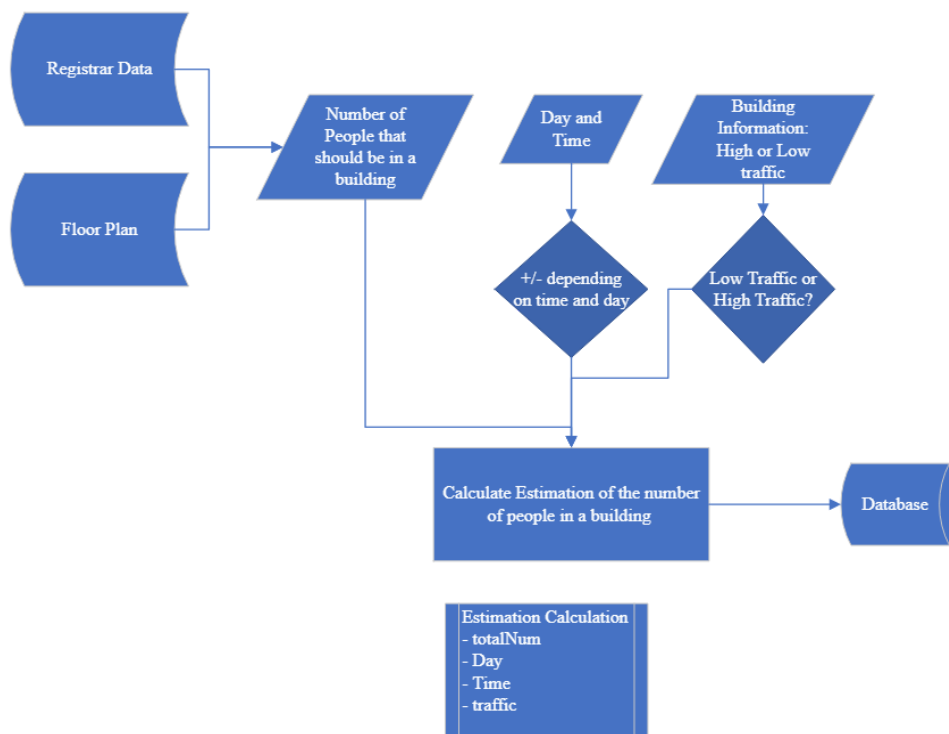 Registrar Data
Floor Plan
Number of
People that
should be in a
building
Day and
Time
Building
Information:
High or Low
traffic
+/- depending
on time and day
Low Traffic or
High Traffic?
Calculate Estimation of the number
of people in a building
Database
Estimation Calculation
- totalNum
- Day
- Time
- traffic